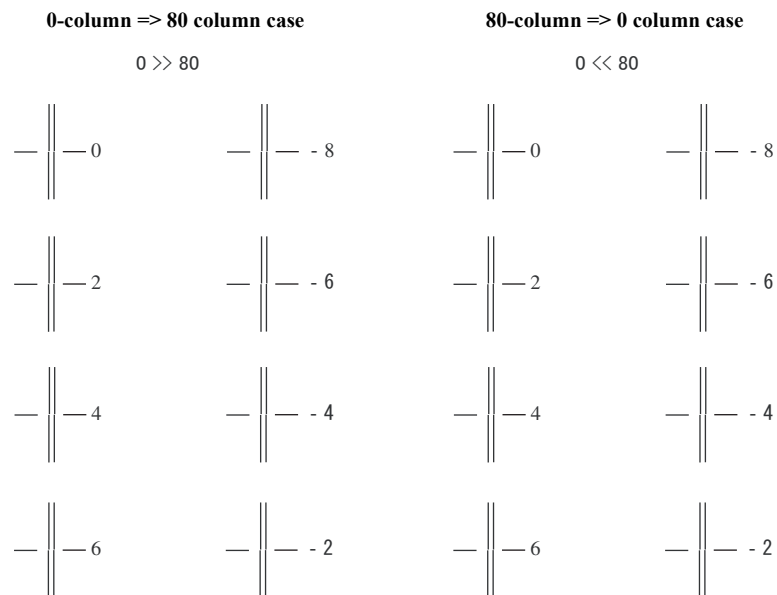 0-column => 80 column case 80-column => 0 column case
0 >> 80 0 << 80
0 - 8 0 - 8
2 - 6 2 - 6
4 - 4 4 - 4
6 - 2 6 - 2